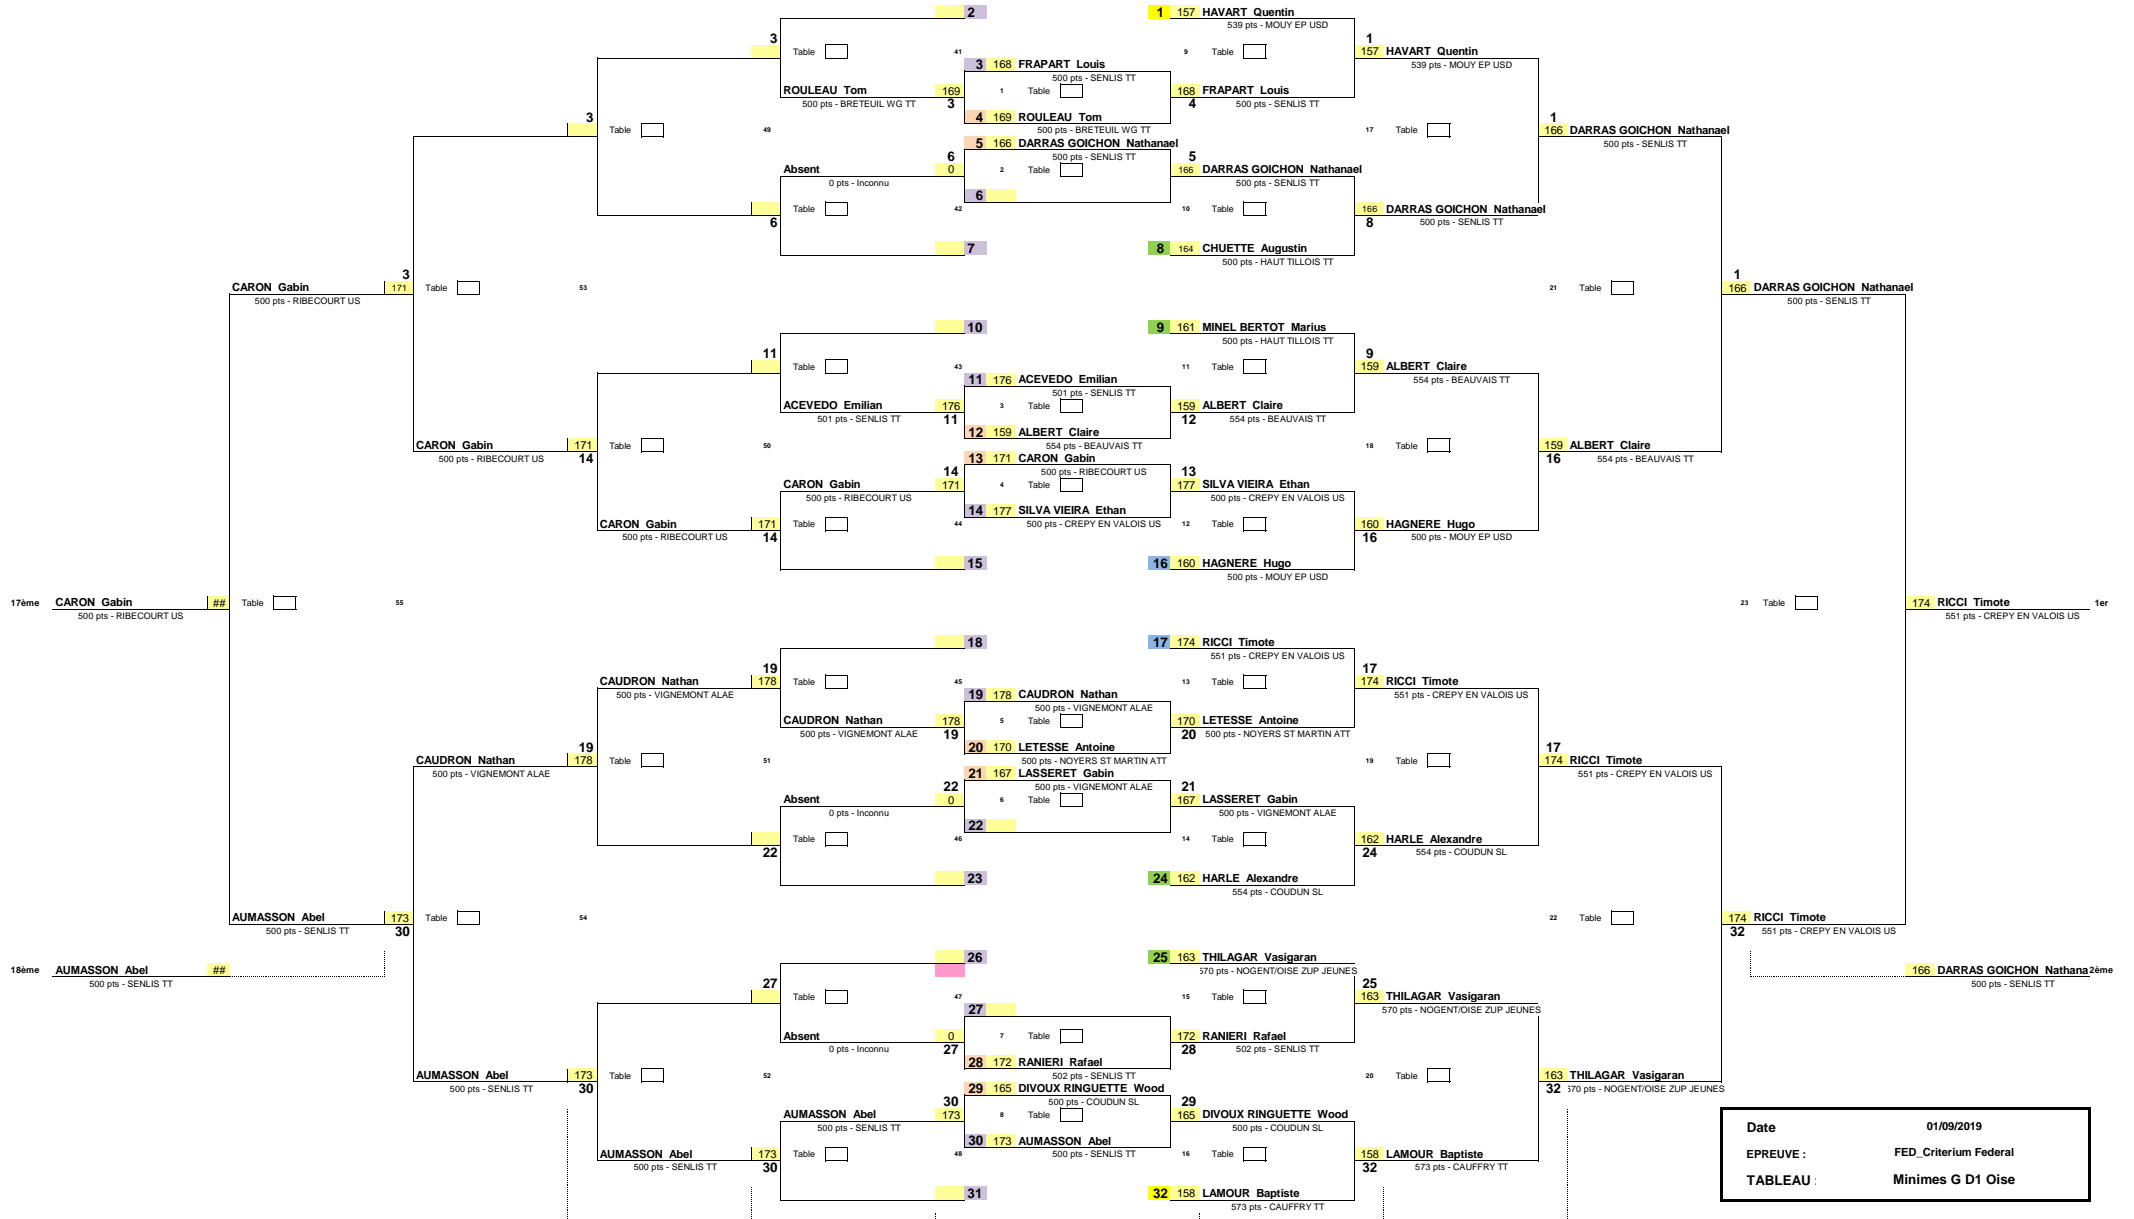 2
1 157 HAVART Quentin
539 pts - MOUY EP USD
3
1
Table
41
9 Table
157 HAVART Quentin
539 pts - MOUY EP USD
3 168 FRAPART Louis
500 pts - SENLIS TT
ROULEAU Tom 169
500 pts - BRETEUIL WG TT
3
1 Table
168 FRAPART Louis
4 500 pts - SENLIS TT
3
4 169 ROULEAU Tom
500 pts - BRETEUIL WG TT
1
Table
49
17 Table
166 DARRAS GOICHON Nathanael
500 pts - SENLIS TT
5 166 DARRAS GOICHON Nathanael
500 pts - SENLIS TT
6
5
Absent 0
0 pts - Inconnu
2 Table
166 DARRAS GOICHON Nathanael
500 pts - SENLIS TT
6
Table
42
10 Table
166 DARRAS GOICHON Nathanael
500 pts - SENLIS TT
6
8
7
8 164 CHUETTE Augustin
500 pts - HAUT TILLOIS TT
3
1
CARON Gabin 171
500 pts - RIBECOURT US
Table
53
21 Table
166 DARRAS GOICHON Nathanael
500 pts - SENLIS TT
10
9 161 MINEL BERTOT Marius
500 pts - HAUT TILLOIS TT
11
9
Table
43
11 Table
159 ALBERT Claire
554 pts - BEAUVAIS TT
11 176 ACEVEDO Emilian
501 pts - SENLIS TT
ACEVEDO Emilian 176
501 pts - SENLIS TT
11
3 Table
159 ALBERT Claire
12 554 pts - BEAUVAIS TT
12 159 ALBERT Claire
554 pts - BEAUVAIS TT
CARON Gabin 171
500 pts - RIBECOURT US
14
Table
50
18 Table
159 ALBERT Claire
16 554 pts - BEAUVAIS TT
13 171 CARON Gabin
500 pts - RIBECOURT US
14
13
CARON Gabin 171
500 pts - RIBECOURT US
4 Table
177 SILVA VIEIRA Ethan
500 pts - CREPY EN VALOIS US
14 177 SILVA VIEIRA Ethan
500 pts - CREPY EN VALOIS US
CARON Gabin 171
500 pts - RIBECOURT US
14
Table
44
12 Table
160 HAGNERE Hugo
16 500 pts - MOUY EP USD
15
16 160 HAGNERE Hugo
500 pts - MOUY EP USD
17ème CARON Gabin ##
500 pts - RIBECOURT US
Table
55
23 Table
174 RICCI Timote 1er
551 pts - CREPY EN VALOIS US
18
17 174 RICCI Timote
551 pts - CREPY EN VALOIS US
19
17
CAUDRON Nathan 178
500 pts - VIGNEMONT ALAE
Table
45
13 Table
174 RICCI Timote
551 pts - CREPY EN VALOIS US
19 178 CAUDRON Nathan
500 pts - VIGNEMONT ALAE
CAUDRON Nathan 178
500 pts - VIGNEMONT ALAE
19
5 Table
170 LETESSE Antoine
20 500 pts - NOYERS ST MARTIN ATT
20 170 LETESSE Antoine
500 pts - NOYERS ST MARTIN ATT
19
17
CAUDRON Nathan 178
500 pts - VIGNEMONT ALAE
Table
51
19 Table
174 RICCI Timote
551 pts - CREPY EN VALOIS US
21 167 LASSERET Gabin
500 pts - VIGNEMONT ALAE
22
21
Absent 0
0 pts - Inconnu
6 Table
167 LASSERET Gabin
500 pts - VIGNEMONT ALAE
22
22
Table
46
14 Table
162 HARLE Alexandre
24 554 pts - COUDUN SL
23
24 162 HARLE Alexandre
554 pts - COUDUN SL
AUMASSON Abel 173
500 pts - SENLIS TT
30
Table
54
22 Table
174 RICCI Timote
32 551 pts - CREPY EN VALOIS US
26
25 163 THILAGAR Vasigaran
570 pts - NOGENT/OISE ZUP JEUNES
18ème AUMASSON Abel ##
500 pts - SENLIS TT
166 DARRAS GOICHON Nathana 2ème
500 pts - SENLIS TT
27
25
Table
47
15 Table
163 THILAGAR Vasigaran
570 pts - NOGENT/OISE ZUP JEUNES
27
Absent 0
0 pts - Inconnu
27
7 Table
172 RANIERI Rafael
28 502 pts - SENLIS TT
28 172 RANIERI Rafael
502 pts - SENLIS TT
AUMASSON Abel 173
500 pts - SENLIS TT
30
Table
52
20 Table
163 THILAGAR Vasigaran
32 570 pts - NOGENT/OISE ZUP JEUNES
29 165 DIVOUX RINGUETTE Wood
500 pts - COUDUN SL
30
29
AUMASSON Abel 173
500 pts - SENLIS TT
8 Table
165 DIVOUX RINGUETTE Wood
500 pts - COUDUN SL
30 173 AUMASSON Abel
500 pts - SENLIS TT
AUMASSON Abel 173
500 pts - SENLIS TT
30
Table
48
16 Table
158 LAMOUR Baptiste
32 573 pts - CAUFFRY TT
31
32 158 LAMOUR Baptiste
573 pts - CAUFFRY TT
Date 01/09/2019
EPREUVE : FED_Criterium Federal
TABLEAU : Minimes G D1 Oise